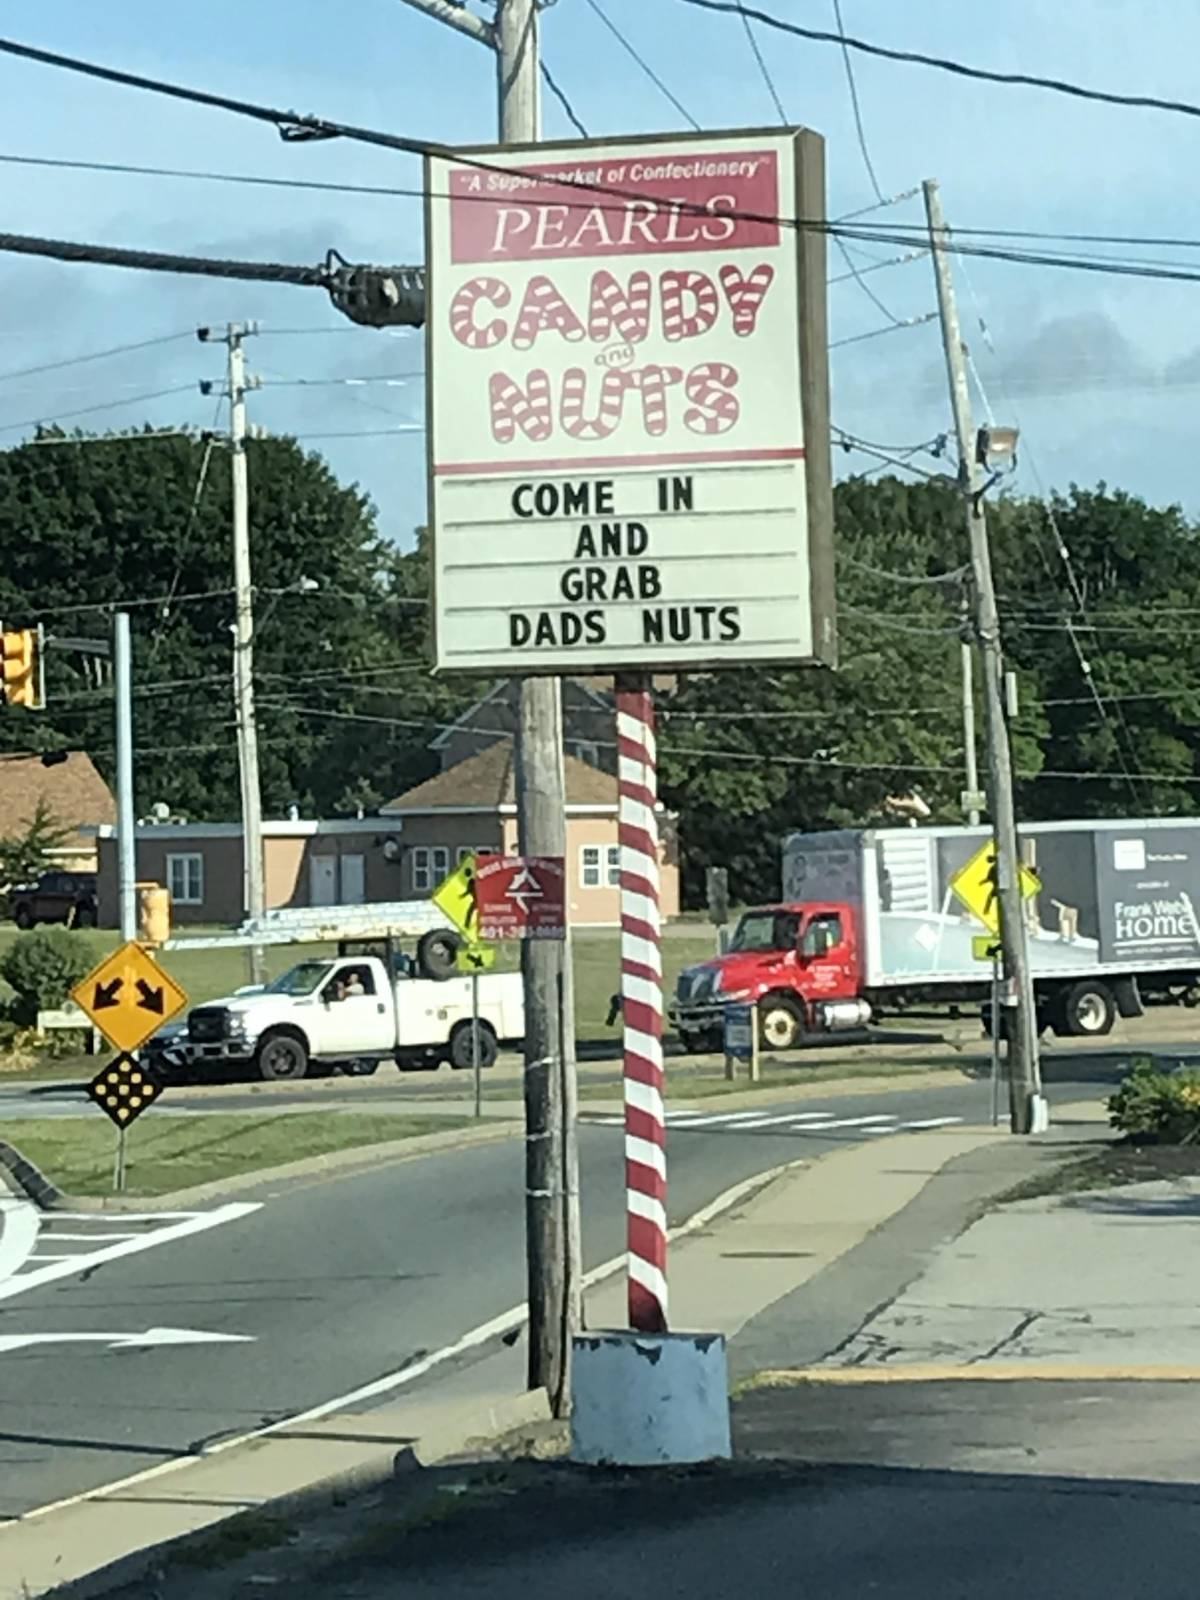 "A Supermarket of Confectionery"
PEARLS
CANDY
and
NUTS
COME IN
AND
GRAB
DADS NUTS
Frank Webb
HOME